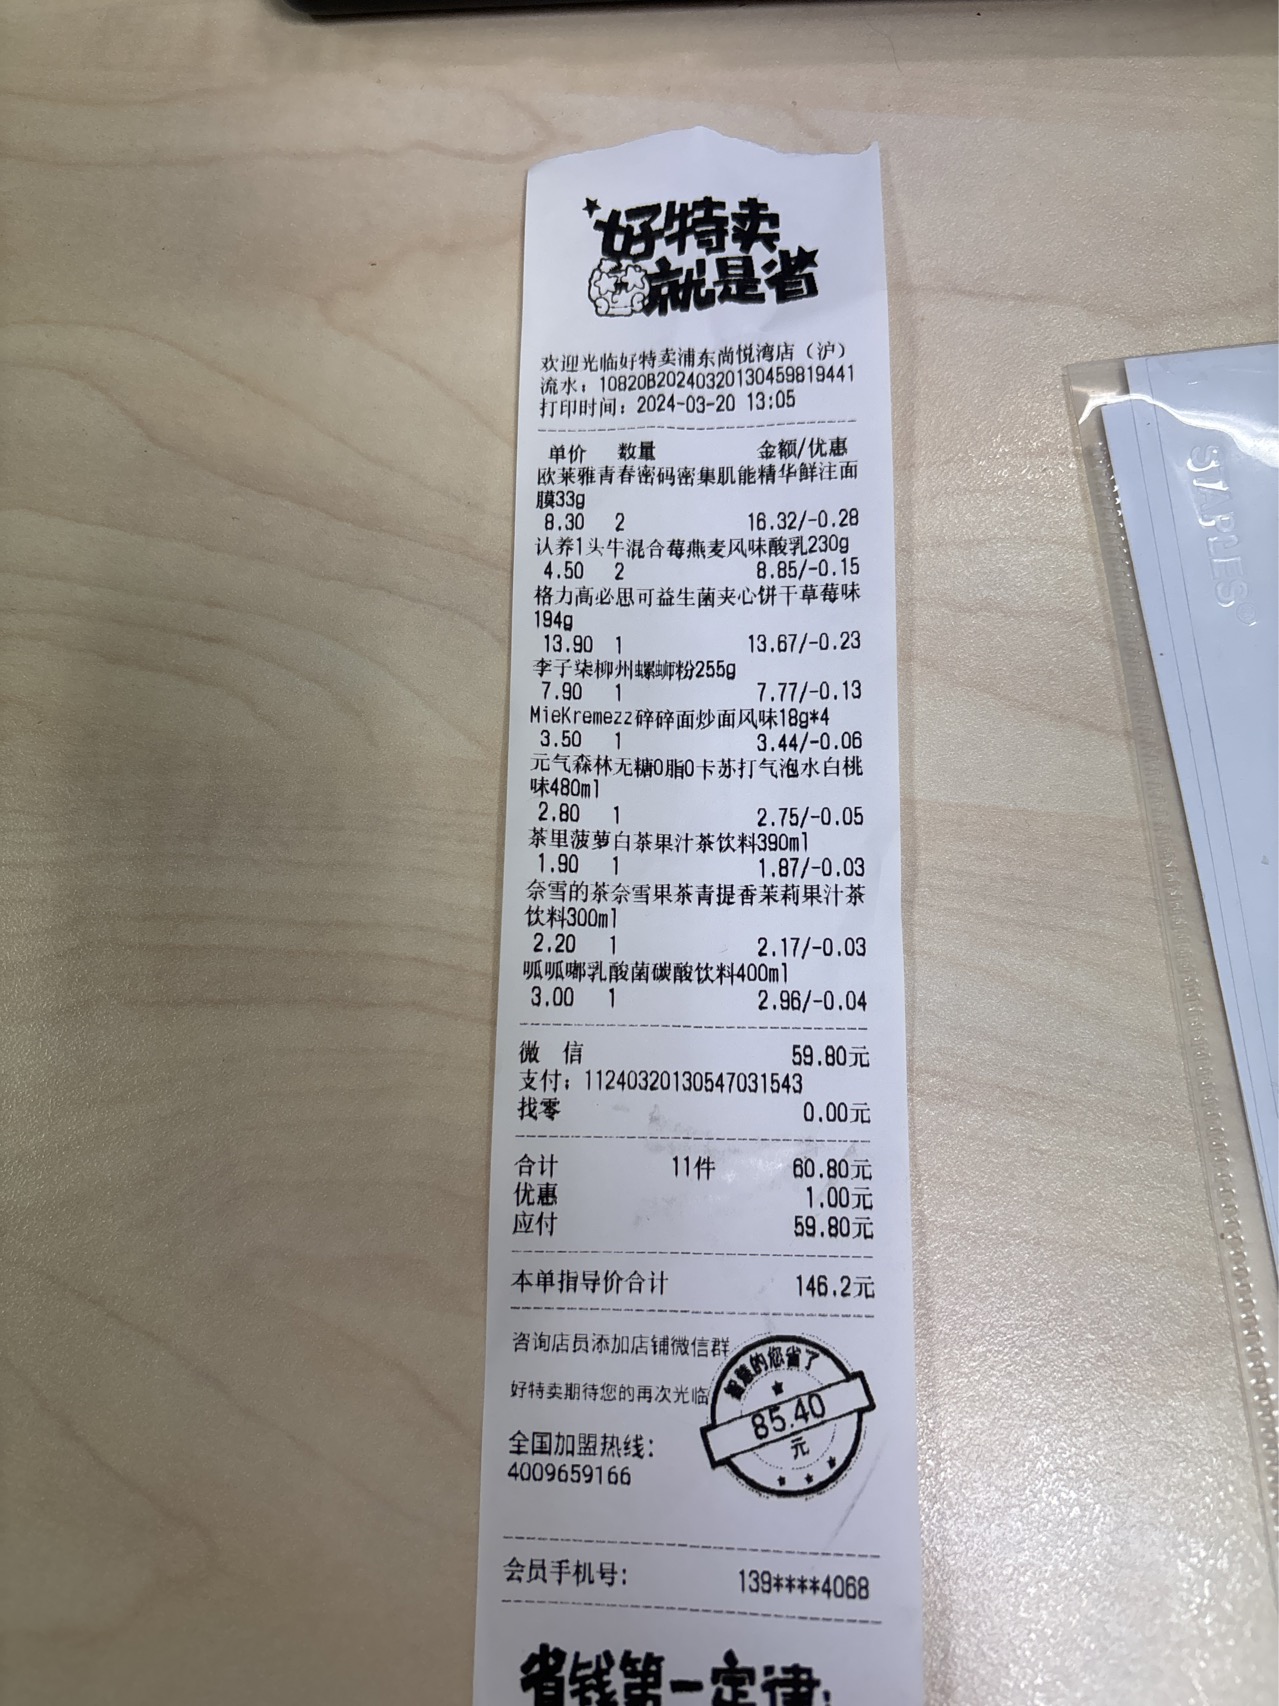 好特卖
就是省
欢迎光临好特卖浦东尚悦湾店（沪）
流水：10820B20240320130459819441
打印时间：2024-03-20 13:05
单价 数量 金额/优惠
欧莱雅青春密码密集肌能精华鲜注面
膜33g
8.30 2 16.32/-0.28
认养1头牛混合莓燕麦风味酸乳230g
4.50 2 8.85/-0.15
格力高必思可益生菌夹心饼干草莓味
194g
13.90 1 13.67/-0.23
李子柒柳州螺蛳粉255g
7.90 1 7.77/-0.13
MieKremezz碎碎面炒面风味18g*4
3.50 1 3.44/-0.06
元气森林无糖0脂0卡苏打气泡水白桃
味480ml
2.80 1 2.75/-0.05
茶里菠萝白茶果汁茶饮料390ml
1.90 1 1.87/-0.03
奈雪的茶奈雪果茶青提香茉莉果汁茶
饮料300ml
2.20 1 2.17/-0.03
呱呱嘟乳酸菌碳酸饮料400ml
3.00 1 2.96/-0.04
微 信 59.80元
支付：11240320130547031543
找零 0.00元
合计 11件 60.80元
优惠 1.00元
应付 59.80元
本单指导价合计 146.2元
咨询店员添加店铺微信群
好特卖期待您的再次光临
智慧的您省了
85.40
元
全国加盟热线：
4009659166
会员手机号： 139****4068
省钱第一定律：
STAPLES